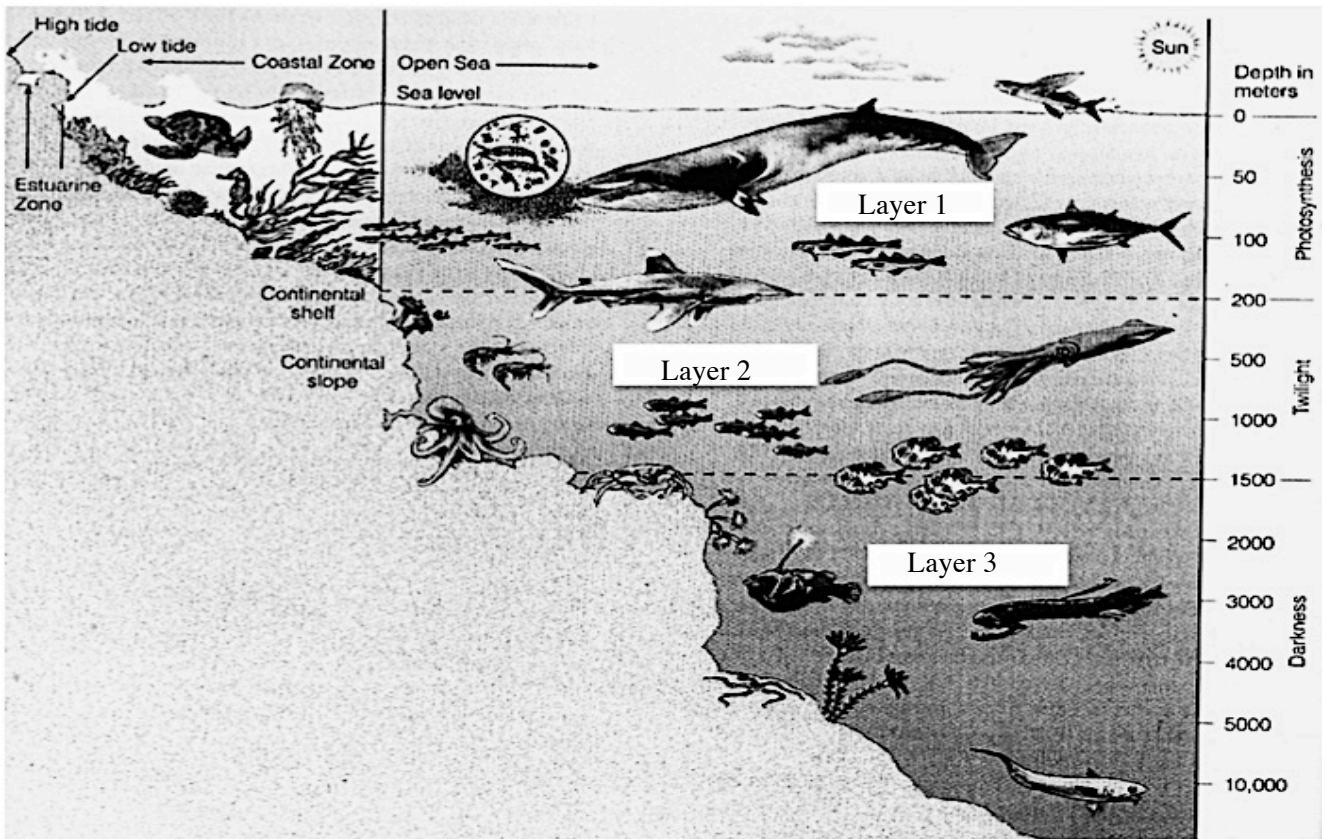 High tide
Low tide
Coastal Zone
Open Sea
Sea level
Sun
Depth in
meters
0
Estuarine
Zone
50
Layer 1
Photosynthesis
100
Continental
shelf
200
Continental
slope
Layer 2
500
Twilight
1000
1500
2000
Layer 3
3000
Darkness
4000
5000
10,000